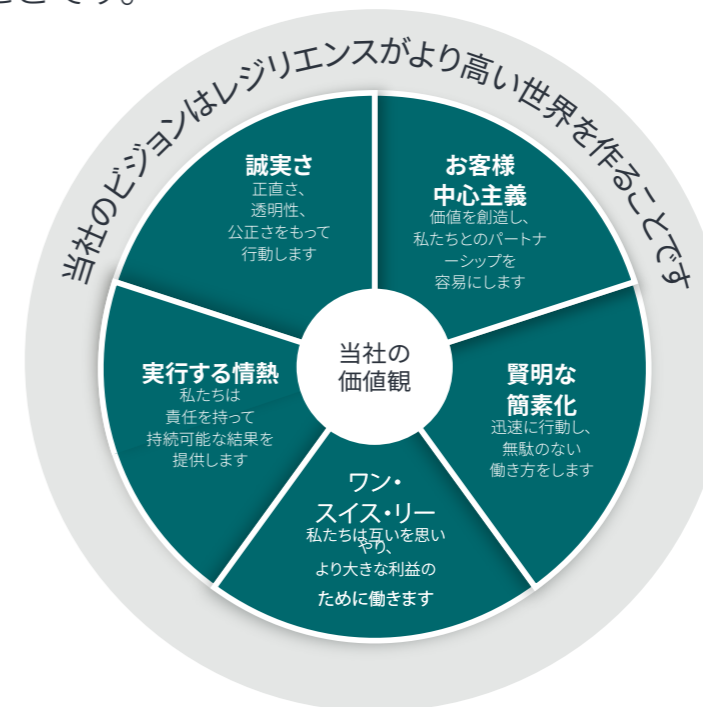 とです。
当社のビジョンはレジリエンスがより高い世界を作ることです
誠実さ
正直さ、
透明性、
公正さをもって
行動します
お客様
中心主義
価値を創造し、
私たちとのパートナ
ーシップを
容易にします
実行する情熱
私たちは
責任を持って
持続可能な結果を
提供します
当社の
価値観
賢明な
簡素化
迅速に行動し、
無駄のない
働き方をします
ワン・
スイス・リー
私たちは互いを思い
やり、
より大きな利益の
ために働きます